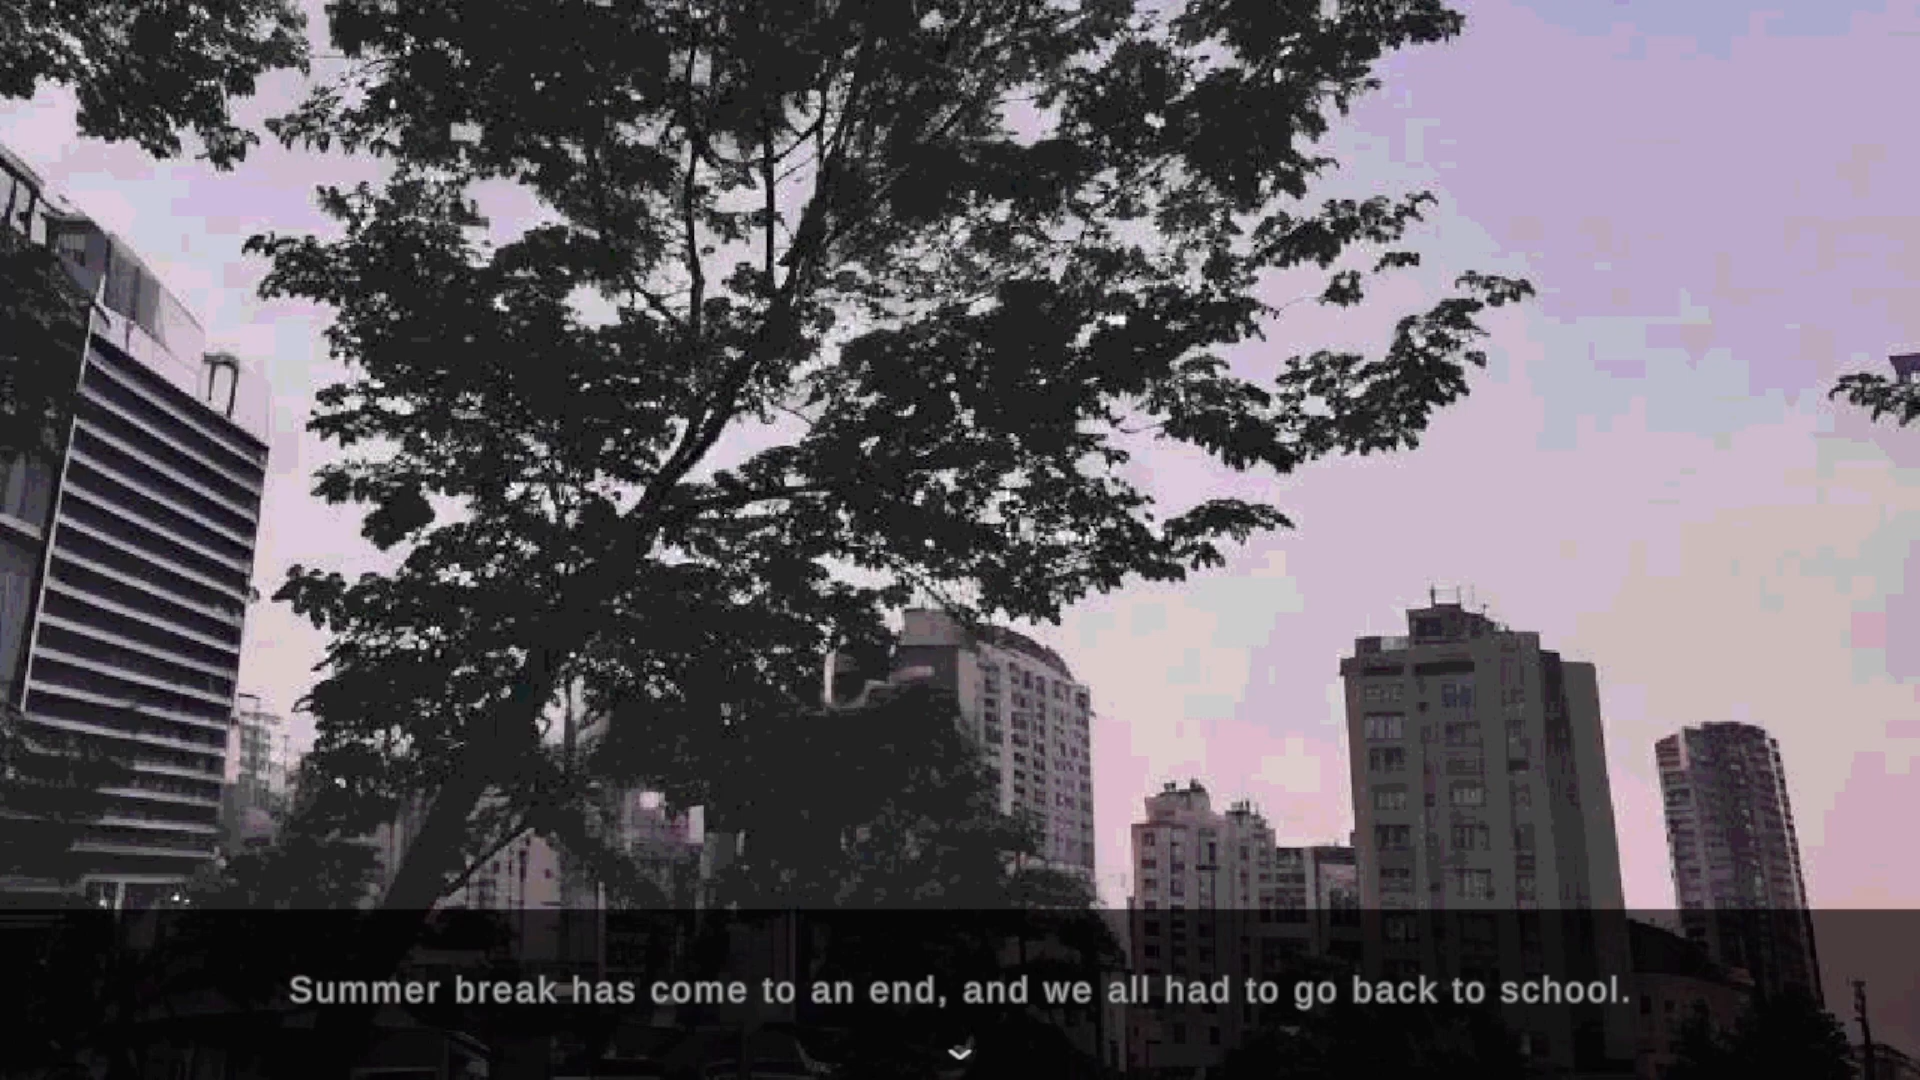 Summer break has come to an end, and we all had to go back to school.